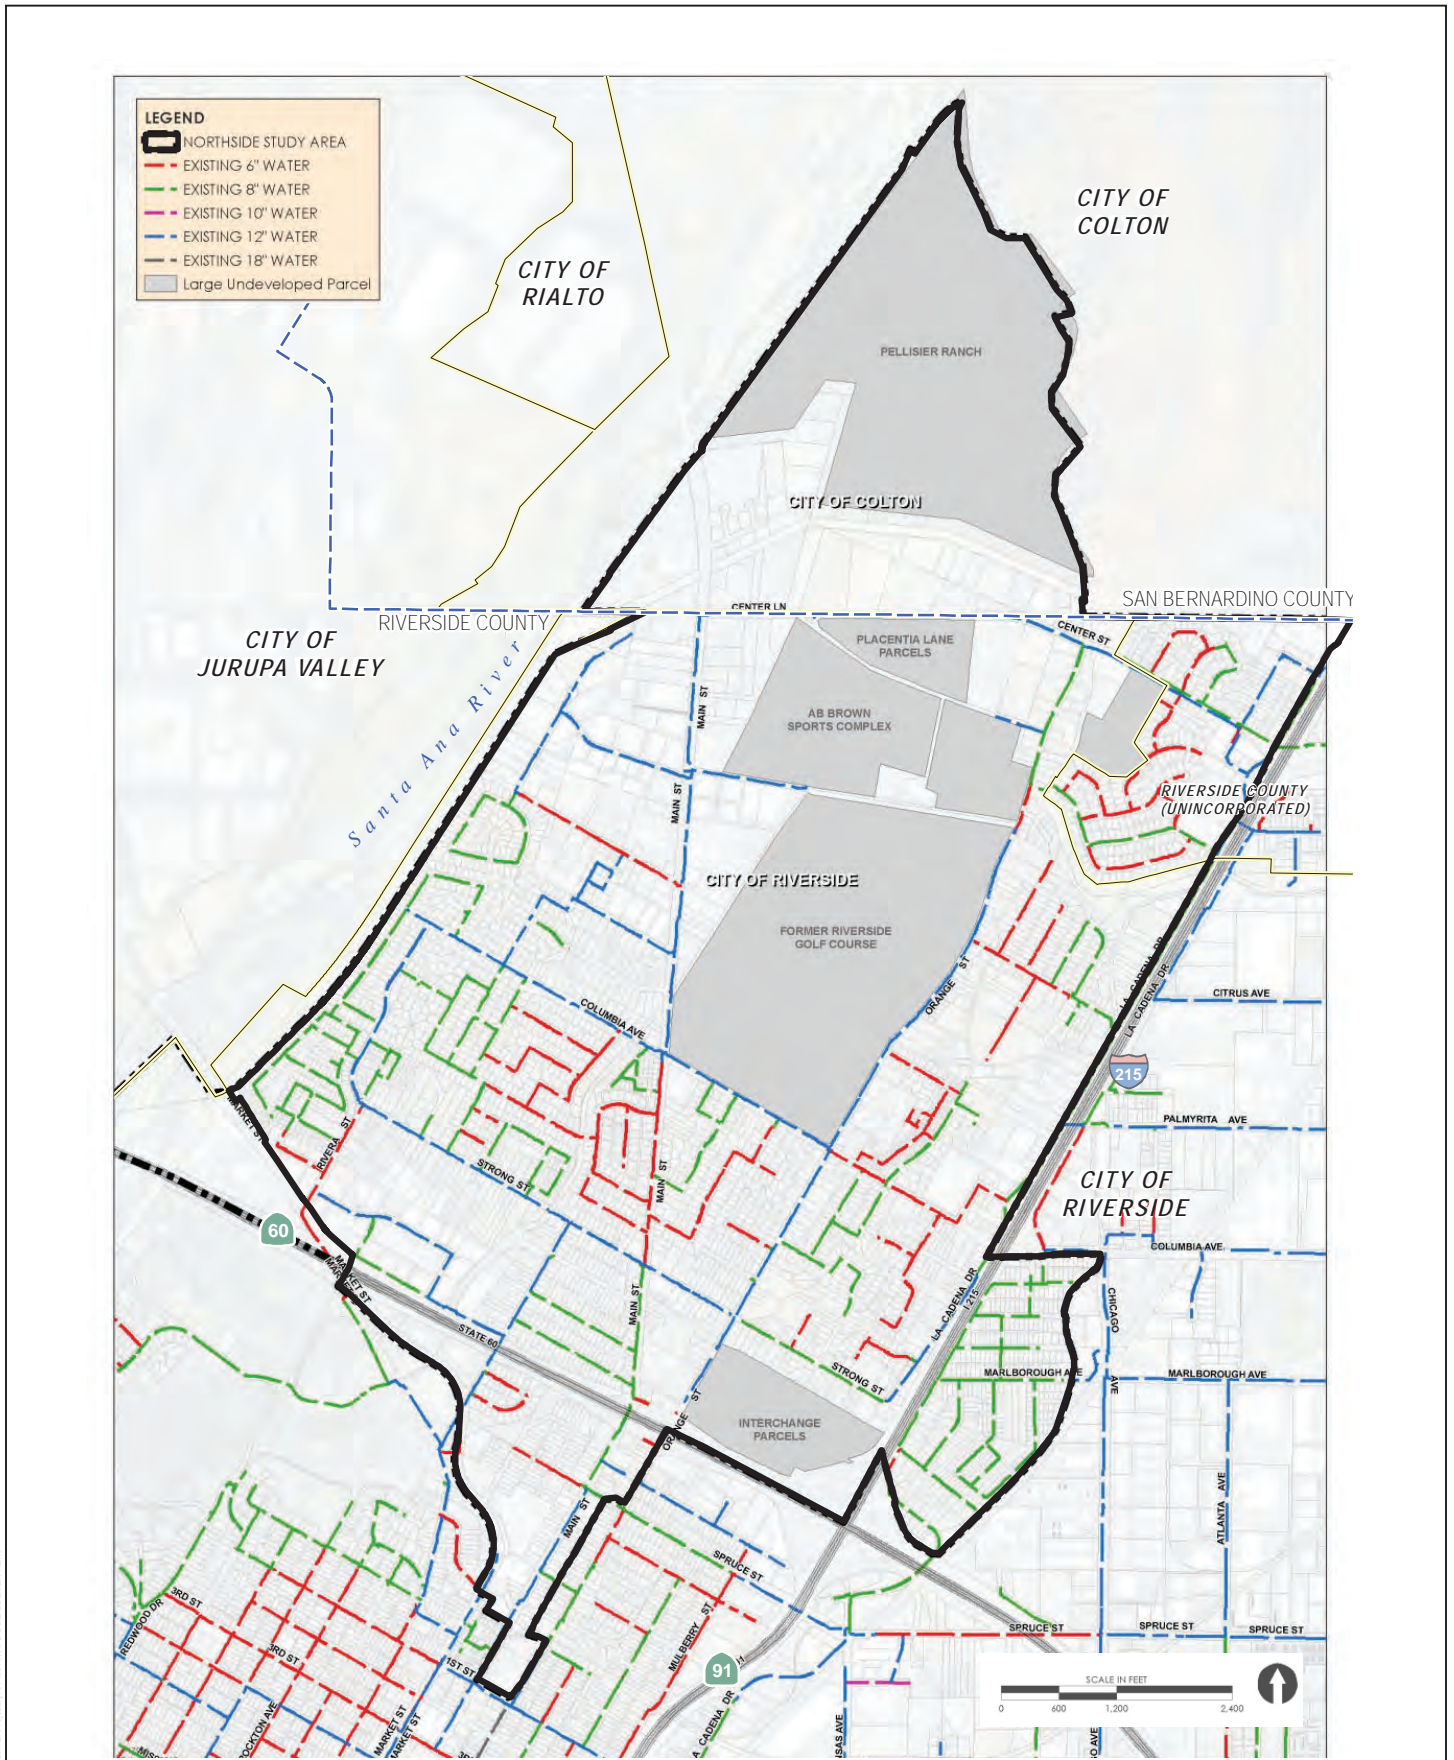 LEGEND
NORTHSIDE STUDY AREA
EXISTING 6" WATER
EXISTING 8" WATER
EXISTING 10" WATER
EXISTING 12" WATER
EXISTING 18" WATER
Large Undeveloped Parcel
CITY OF
COLTON
CITY OF
RIALTO
PELLISIER RANCH
CITY OF COLTON
CENTER LN
SAN BERNARDINO COUNTY
RIVERSIDE COUNTY
CITY OF
JURUPA VALLEY
Santa Ana River
CENTER ST
PLACENTIA LANE
PARCELS
MAIN ST
AB BROWN
SPORTS COMPLEX
MAIN ST
RIVERSIDE COUNTY
(UNINCORPORATED)
CITY OF RIVERSIDE
FORMER RIVERSIDE
GOLF COURSE
ORANGE ST
LA CADENA DR
LA CADENA DR
CITRUS AVE
COLUMBIA AVE
215
MARKET ST
RIVERA ST
PALMYRITA AVE
STRONG ST
MAIN ST
CITY OF
RIVERSIDE
60
COLUMBIA AVE
MARKET ST
MARKET
STATE 60
MAIN ST
LA CADENA DR
I 215
CHICAGO AVE
STRONG ST
MARLBOROUGH AVE
MARLBOROUGH AVE
ORANGE ST
INTERCHANGE
PARCELS
MAIN ST
ATLANTA AVE
SPRUCE ST
3RD ST
REDWOOD DR
3RD ST
1ST ST
MULBERRY ST
SPRUCE ST
SPRUCE ST
SPRUCE ST
91
SCALE IN FEET
0 600 1,200 2,400
MARKET ST
MARKET ST
LA CADENA DR